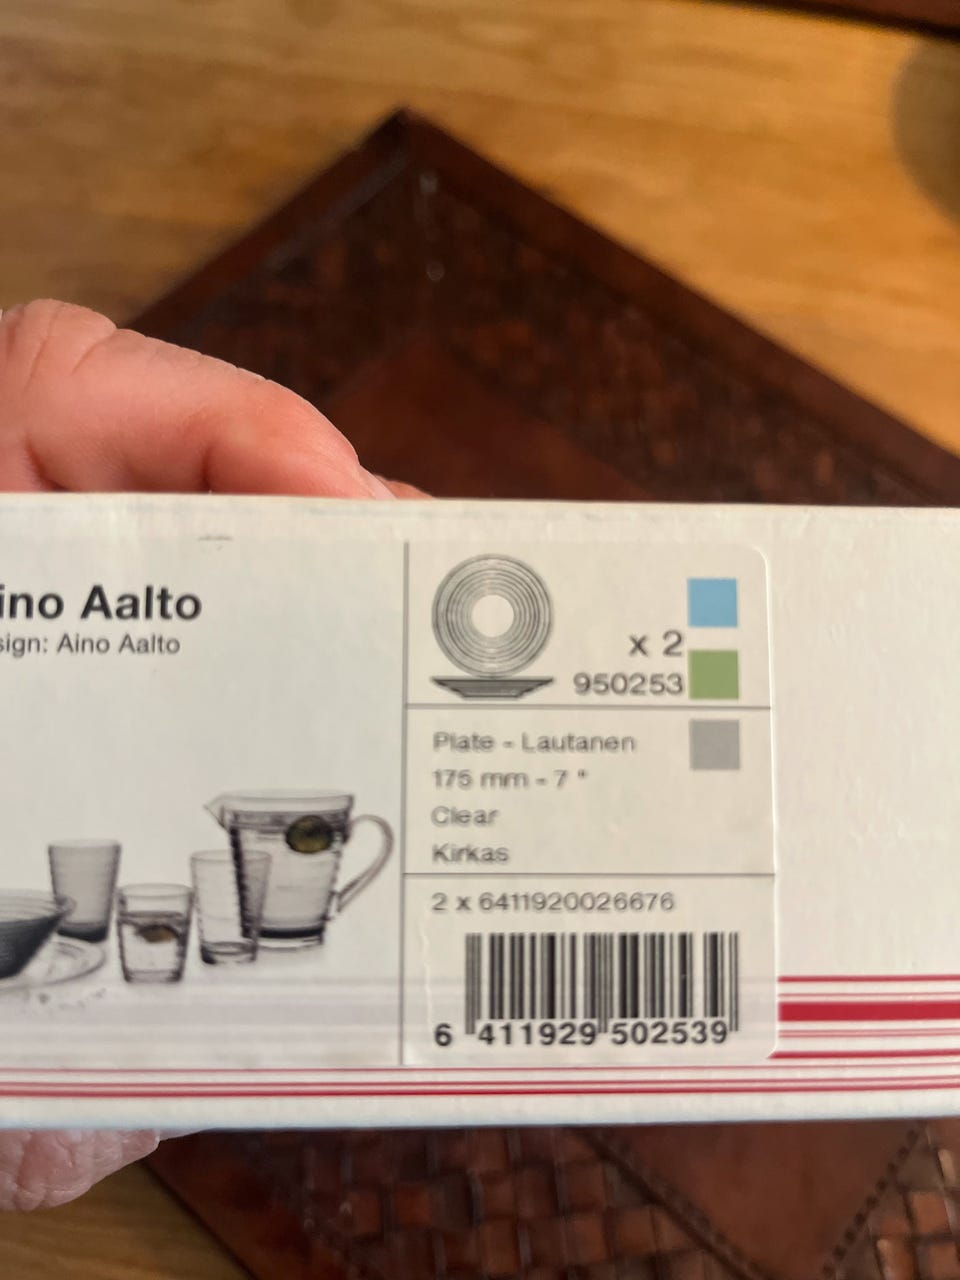 ino Aalto
sign: Aino Aalto
x 2
950253
Plate - Lautanen
175 mm - 7 "
Clear
Kirkas
2 x 6411920026676
6 411929 502539